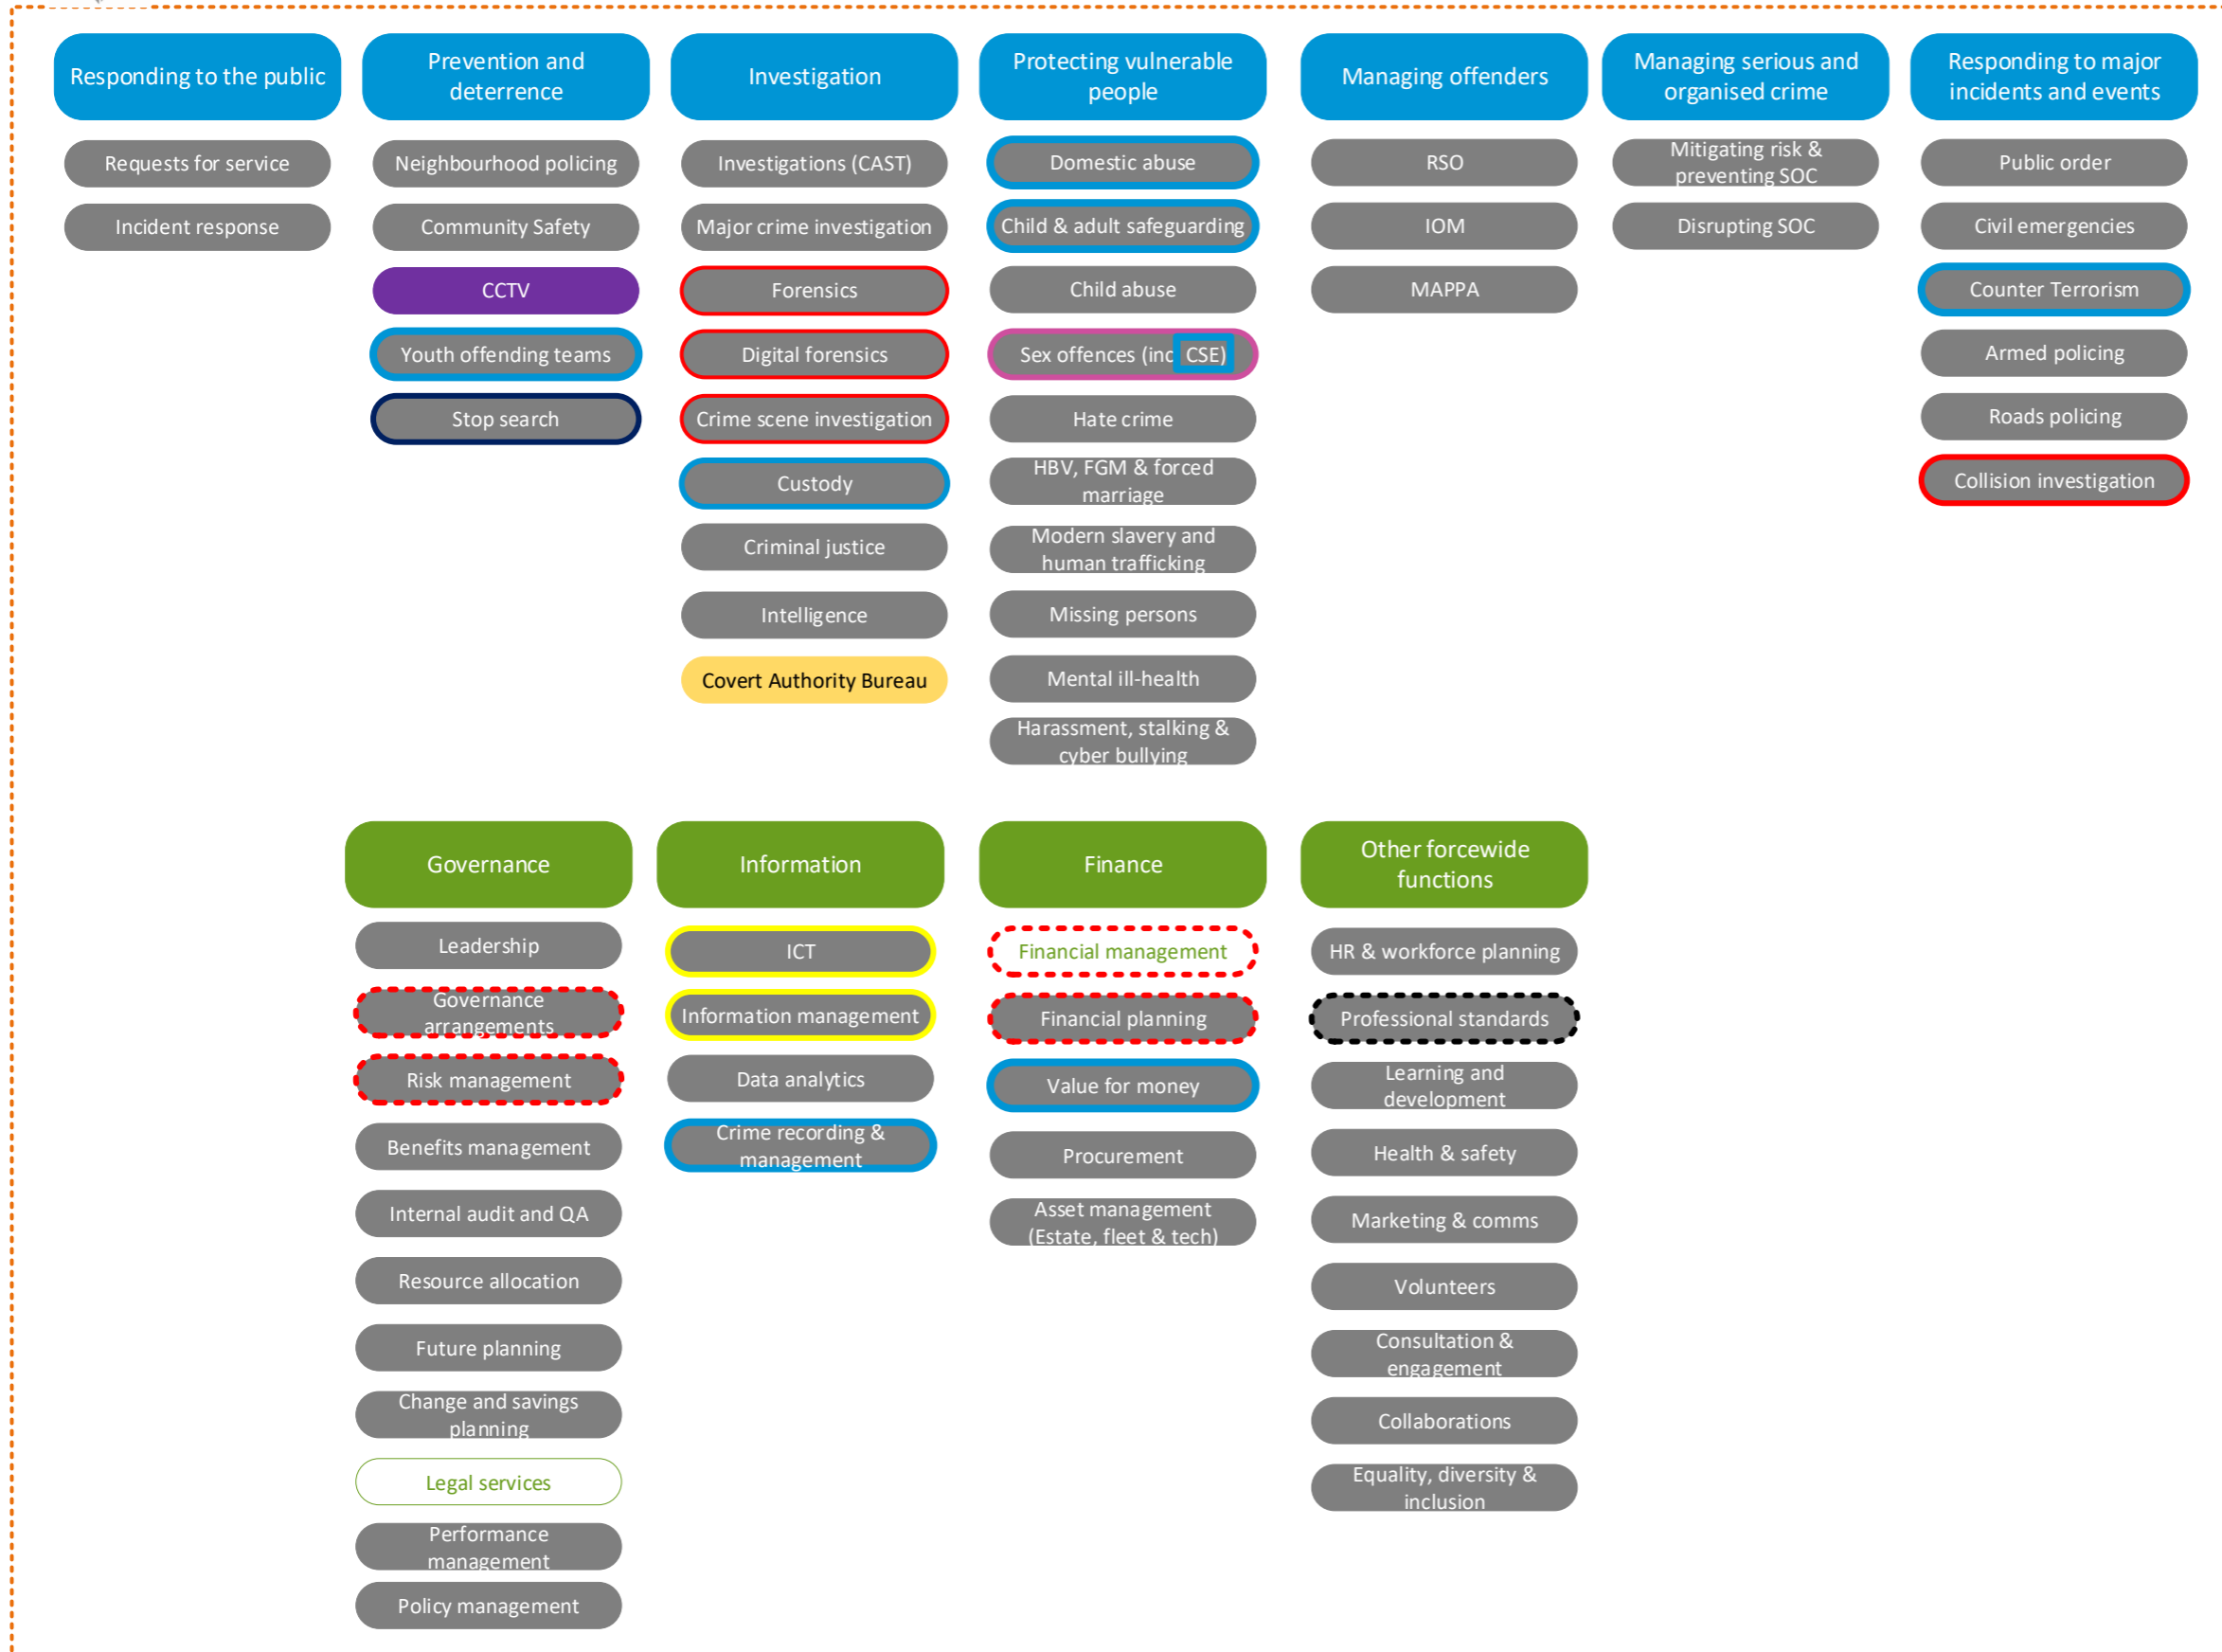 Responding to the public
Requests for service
Incident response
Prevention and
deterrence
Neighbourhood policing
Community Safety
CCTV
Youth offending teams
Stop search
Investigation
Investigations (CAST)
Major crime investigation
Forensics
Digital forensics
Crime scene investigation
Custody
Criminal justice
Intelligence
Covert Authority Bureau
Protecting vulnerable
people
Domestic abuse
Child & adult safeguarding
Child abuse
Sex offences (inc CSE)
Hate crime
HBV, FGM & forced
marriage
Modern slavery and
human trafficking
Missing persons
Mental ill-health
Harassment, stalking &
cyber bullying
Managing offenders
RSO
IOM
MAPPA
Managing serious and
organised crime
Mitigating risk &
preventing SOC
Disrupting SOC
Responding to major
incidents and events
Public order
Civil emergencies
Counter Terrorism
Armed policing
Roads policing
Collision investigation
Governance
Leadership
Governance
arrangements
Risk management
Benefits management
Internal audit and QA
Resource allocation
Future planning
Change and savings
planning
Legal services
Performance
management
Policy management
Information
ICT
Information management
Data analytics
Crime recording &
management
Finance
Financial management
Financial planning
Value for money
Procurement
Asset management
(Estate, fleet & tech)
Other forcewide
functions
HR & workforce planning
Professional standards
Learning and
development
Health & safety
Marketing & comms
Volunteers
Consultation &
engagement
Collaborations
Equality, diversity &
inclusion